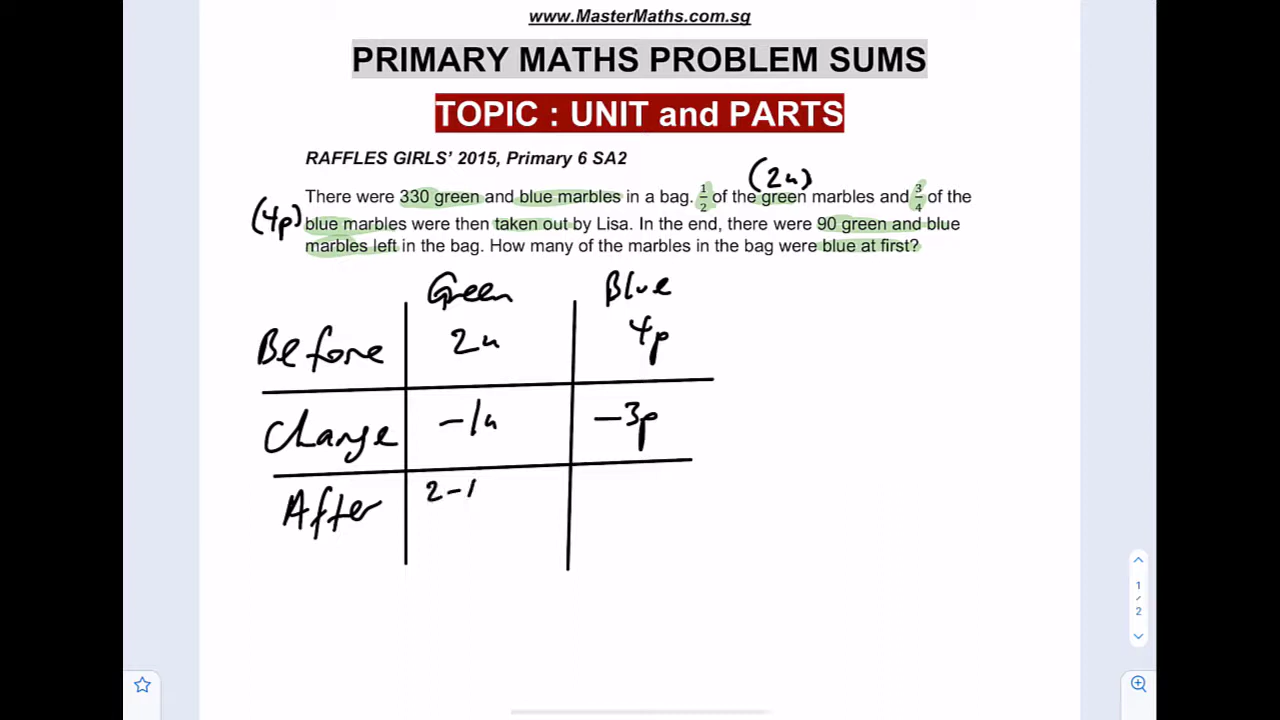 www.MasterMaths.com.sg
PRIMARY MATHS PROBLEM SUMS
TOPIC : UNIT and PARTS
RAFFLES GIRLS' 2015, Primary 6 SA2
(2u)
There were 330 green and blue marbles in a bag. 1/2 of the green marbles and 3/4 of the
(4p) blue marbles were then taken out by Lisa. In the end, there were 90 green and blue
marbles left in the bag. How many of the marbles in the bag were blue at first?
Green Blue
Before 2u 4p
Change -1u -3p
After 2-1
1
/
2